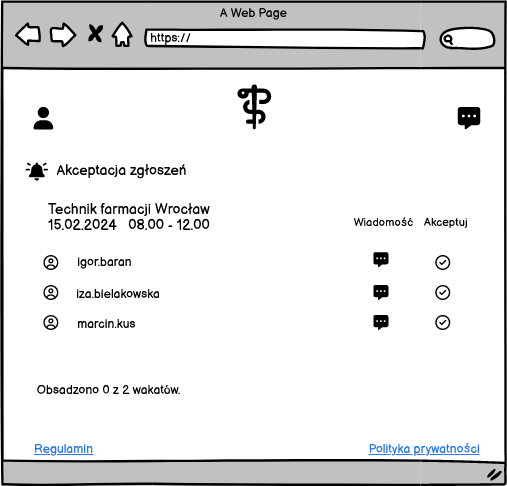 A Web Page
https://
Akceptacja zgłoszeń
Technik farmacji Wrocław
15.02.2024 08.00 - 12.00
Wiadomość Akceptuj
igor.baran
iza.bielakowska
marcin.kus
Obsadzono 0 z 2 wakatów.
Regulamin Polityka prywatności